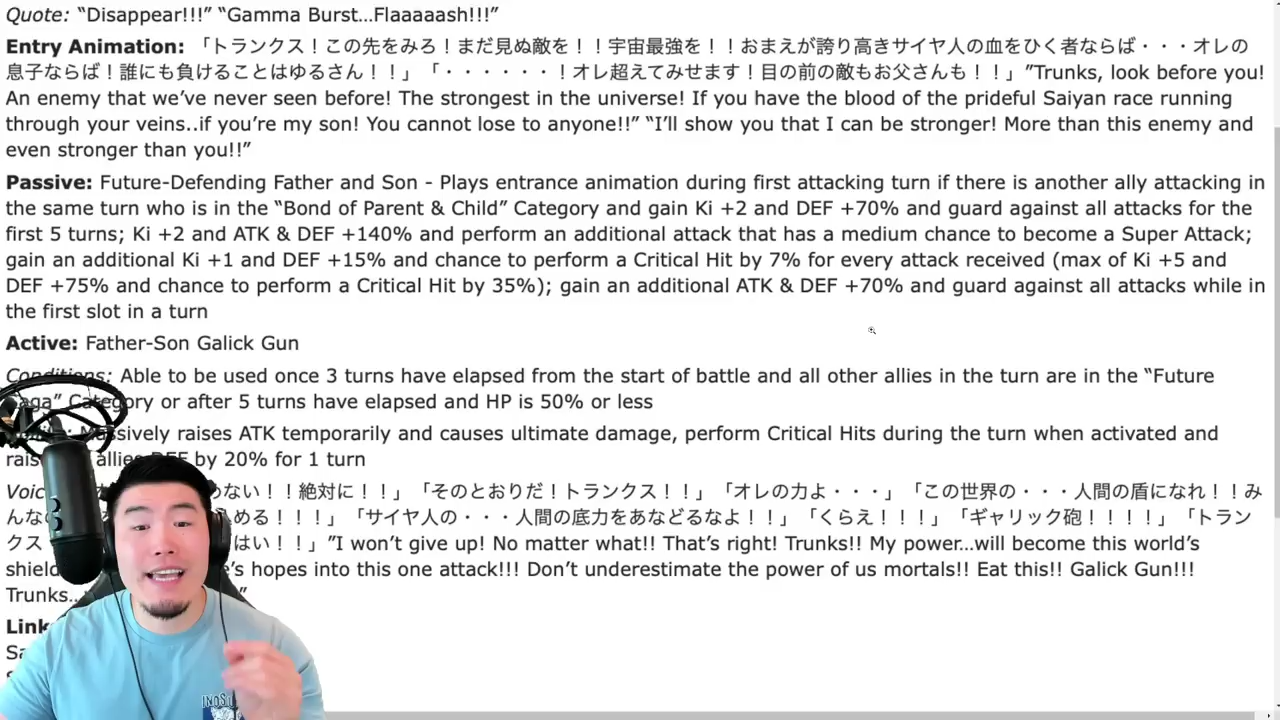 Quote: “Disappear!!!” “Gamma Burst…Flaaaaash!!!”
Entry Animation: 「トランクス！この先をみろ！まだ見ぬ敵を！！宇宙最強を！！おまえが誇り高きサイヤ人の血をひく者ならば・・・オレの
息子ならば！誰にも負けることはゆるさん！！」「・・・・・・！オレ超えてみせます！目の前の敵もお父さんも！！」”Trunks, look before you!
An enemy that we’ve never seen before! The strongest in the universe! If you have the blood of the prideful Saiyan race running
through your veins..if you’re my son! You cannot lose to anyone!!” “I’ll show you that I can be stronger! More than this enemy and
even stronger than you!!”
Passive: Future-Defending Father and Son - Plays entrance animation during first attacking turn if there is another ally attacking in
the same turn who is in the “Bond of Parent & Child” Category and gain Ki +2 and DEF +70% and guard against all attacks for the
first 5 turns; Ki +2 and ATK & DEF +140% and perform an additional attack that has a medium chance to become a Super Attack;
gain an additional Ki +1 and DEF +15% and chance to perform a Critical Hit by 7% for every attack received (max of Ki +5 and
DEF +75% and chance to perform a Critical Hit by 35%); gain an additional ATK & DEF +70% and guard against all attacks while in
the first slot in a turn
Active: Father-Son Galick Gun
Conditions: Able to be used once 3 turns have elapsed from the start of battle and all other allies in the turn are in the “Future
Category or after 5 turns have elapsed and HP is 50% or less
Massively raises ATK temporarily and causes ultimate damage, perform Critical Hits during the turn when activated and
allies DEF by 20% for 1 turn
ない！！絶対に！！」「そのとおりだ！トランクス！！」「オレの力よ・・・」「この世界の・・・人間の盾になれ！！み
める！！！」「サイヤ人の・・・人間の底力をあなどるなよ！！」「くらえ！！！」「ギャリック砲！！！！」「トラン
クス はい！！」”I won’t give up! No matter what!! That’s right! Trunks!! My power…will become this world’s
shield hopes into this one attack!!! Don’t underestimate the power of us mortals!! Eat this!! Galick Gun!!!
Trunks..
INOS